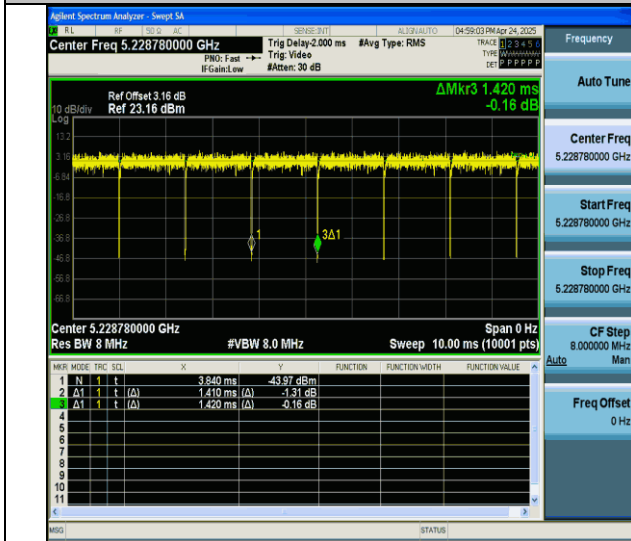 Agilent Spectrum Analyzer - Swept SA
RL RF 50 Ω AC SENSE:INT ALIGNAUTO 04:59:03 PM Apr 24, 2025
Center Freq 5.228780000 GHz
PNO: Fast
IFGain:Low
Trig Delay-2.000 ms
Trig: Video
#Atten: 30 dB
#Avg Type: RMS
TRACE 1 2 3 4 5 6
TYPE
DET P P P P P P
Frequency
Auto Tune
Center Freq
5.228780000 GHz
Start Freq
5.228780000 GHz
Stop Freq
5.228780000 GHz
CF Step
8.000000 MHz
Auto Man
Freq Offset
0 Hz
Ref Offset 3.16 dB
10 dB/div Ref 23.16 dBm
Log
ΔMkr3 1.420 ms
-0.16 dB
13.2
3.16
-6.84
-16.8
-26.8
-36.8
-46.8
-56.8
-66.8
1
3Δ1
Center 5.228780000 GHz Span 0 Hz
Res BW 8 MHz #VBW 8.0 MHz Sweep 10.00 ms (10001 pts)
MKR MODE TRC SCL X Y FUNCTION FUNCTION WIDTH FUNCTION VALUE
1 N 1 t 3.840 ms -43.97 dBm
2 Δ1 1 t (Δ) 1.410 ms (Δ) -1.31 dB
3 Δ1 1 t (Δ) 1.420 ms (Δ) -0.16 dB
4
5
6
7
8
9
10
11
MSG STATUS